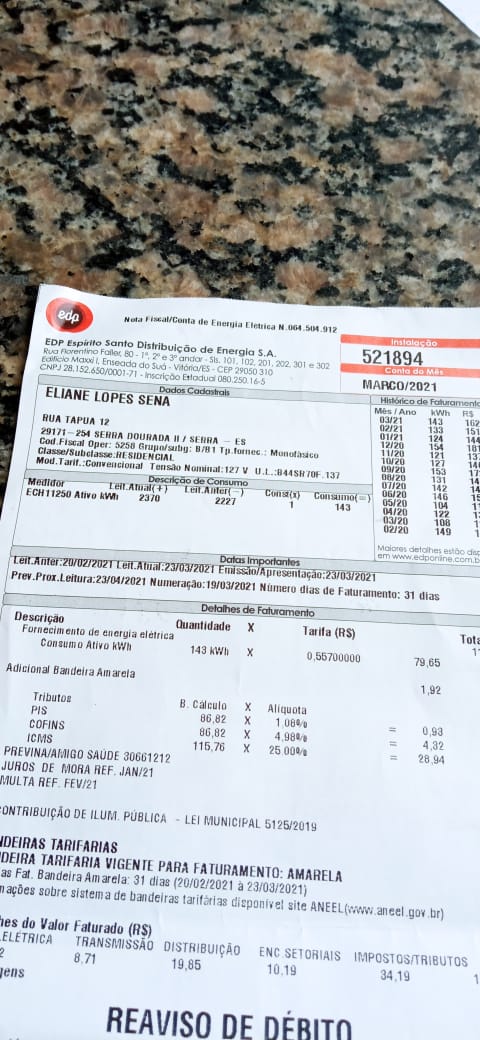 edp
Nota Fiscal/Conta de Energia Elétrica N.064.504.912
EDP Espírito Santo Distribuição de Energia S.A.
Rua Florentino Faller, 80 - 1º, 2º e 3º andar - Sls. 101, 102, 201, 202, 301 e 302
Edifício Maxxi I, Enseada do Suá - Vitória/ES - CEP 29050 310
CNPJ 28.152.650/0001-71 - Inscrição Estadual 080.250.16-5
Instalação
521894
Conta do Mês
MARÇO/2021
Dados Cadastrais
ELIANE LOPES SENA
RUA TAPUA 12
29171-254 SERRA DOURADA II / SERRA - ES
Cod.Fiscal Oper: 5258 Grupo/subg: B/B1 Tp.fornec.: Monofásico
Classe/Subclasse:RESIDENCIAL
Mod.Tarif.:Convencional Tensão Nominal:127 V U.L.:B44SR70F.137
Histórico de Faturamento
Mês / Ano kWh R$
03/21 143 162
02/21 133 151
01/21 124 144
12/20 154 181
11/20 121 137
10/20 127 146
09/20 153 17
08/20 131 14
07/20 142 14
06/20 146 15
05/20 104 11
04/20 122 13
03/20 108 1
02/20 149 1
Maiores detalhes estão dis
em www.edponline.com.b
Descrição de Consumo
Medidor Leit.Atual(+) Leit.Anter(-) Const(x) Consumo(=)
ECH11250 Ativo kWh 2370 2227 1 143
Datas Importantes
Leit.Anter:20/02/2021 Leit.Atual:23/03/2021 Emissão/Apresentação:23/03/2021
Prev.Prox.Leitura:23/04/2021 Numeração:19/03/2021 Número dias de Faturamento: 31 dias
Detalhes de Faturamento
Descrição Quantidade X Tarifa (R$) Tota
Fornecimento de energia elétrica
Consumo Ativo kWh 143 kWh X 0,55700000 79,65
Adicional Bandeira Amarela 1,92
Tributos B. Cálculo X Alíquota
PIS 86,82 X 1,08% = 0,93
COFINS 86,82 X 4,98% = 4,32
ICMS 115,76 X 25.00% = 28,94
PREVINA/AMIGO SAÚDE 30661212
JUROS DE MORA REF. JAN/21
MULTA REF. FEV/21
CONTRIBUIÇÃO DE ILUM. PÚBLICA - LEI MUNICIPAL 5125/2019
NDEIRAS TARIFARIAS
DEIRA TARIFARIA VIGENTE PARA FATURAMENTO: AMARELA
as Fat. Bandeira Amarela: 31 dias (20/02/2021 à 23/03/2021)
mações sobre sistema de bandeiras tarifárias disponível site ANEEL(www.aneel.gov.br)
hes do Valor Faturado (R$)
ELÉTRICA TRANSMISSÃO DISTRIBUIÇÃO ENC.SETORIAIS IMPOSTOS/TRIBUTOS
2 8,71 19,85 10,19 34,19 1
gens
REAVISO DE DÉBITO